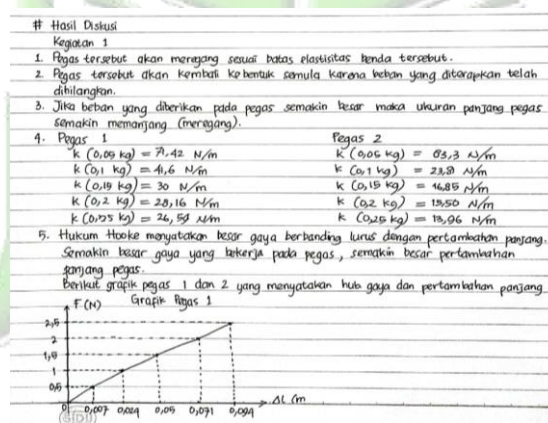 # Hasil Diskusi
Kegiatan 1
1. Pegas tersebut akan meregang sesuai batas elastisitas benda tersebut.
2. Pegas tersebut akan kembali ke bentuk semula karena beban yang diterapkan telah
dihilangkan.
3. Jika beban yang diberikan pada pegas semakin besar maka ukuran panjang pegas
semakin memanjang (meregang).
4. Pegas 1 Pegas 2
k (0,05 kg) = 71,42 N/m k (0,05 kg) = 83,3 N/m
k (0,1 kg) = 41,6 N/m k (0,1 kg) = 23,8 N/m
k (0,15 kg) = 30 N/m k (0,15 kg) = 16,85 N/m
k (0,2 kg) = 28,16 N/m k (0,2 kg) = 15,50 N/m
k (0,25 kg) = 26,59 N/m k (0,25 kg) = 13,96 N/m
5. Hukum Hooke menyatakan besar gaya berbanding lurus dengan pertambahan panjang.
Semakin besar gaya yang bekerja pada pegas, semakin besar pertambahan
panjang pegas.
Berikut grafik pegas 1 dan 2 yang menyatakan hub gaya dan pertambahan panjang
F (N) Grafik Pegas 1
2,5
2
1,5
1
0,5
0 0,007 0,024 0,05 0,071 0,094 ΔL (m